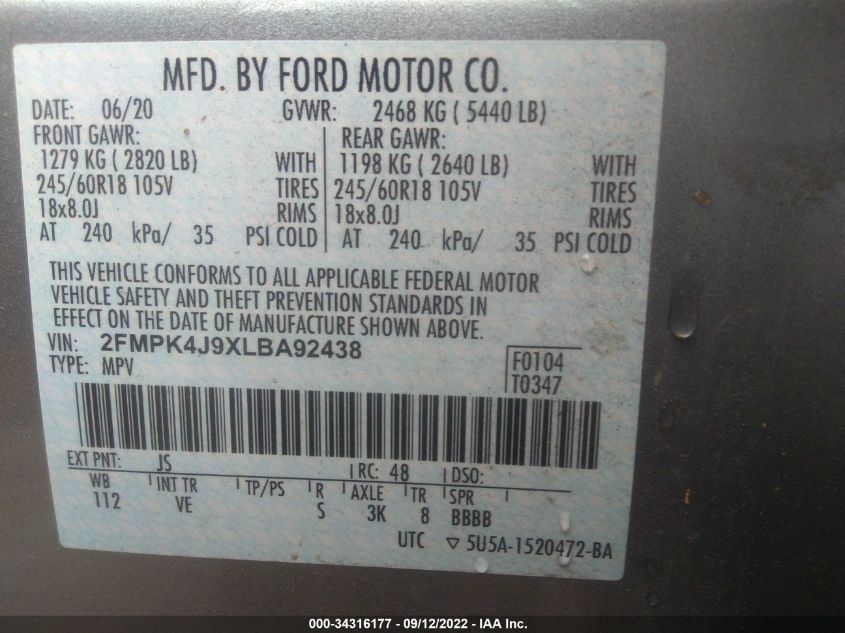 MFD. BY FORD MOTOR CO.
DATE: 06/20 GVWR: 2468 KG ( 5440 LB)
FRONT GAWR: REAR GAWR:
1279 KG ( 2820 LB) WITH 1198 KG ( 2640 LB) WITH
245/60R18 105V TIRES 245/60R18 105V TIRES
18x8.0J RIMS 18x8.0J RIMS
AT 240 kPa/ 35 PSI COLD AT 240 kPa/ 35 PSI COLD
THIS VEHICLE CONFORMS TO ALL APPLICABLE FEDERAL MOTOR
VEHICLE SAFETY AND THEFT PREVENTION STANDARDS IN
EFFECT ON THE DATE OF MANUFACTURE SHOWN ABOVE.
VIN: 2FMPK4J9XLBA92438
TYPE: MPV
F0104
T0347
EXT PNT: JS RC: 48 DSO:
WB INT TR TP/PS R AXLE TR SPR
112 VE S 3K 8 BBBB
UTC ▽ 5U5A-1520472-BA
000-34316177 - 09/12/2022 - IAA Inc.